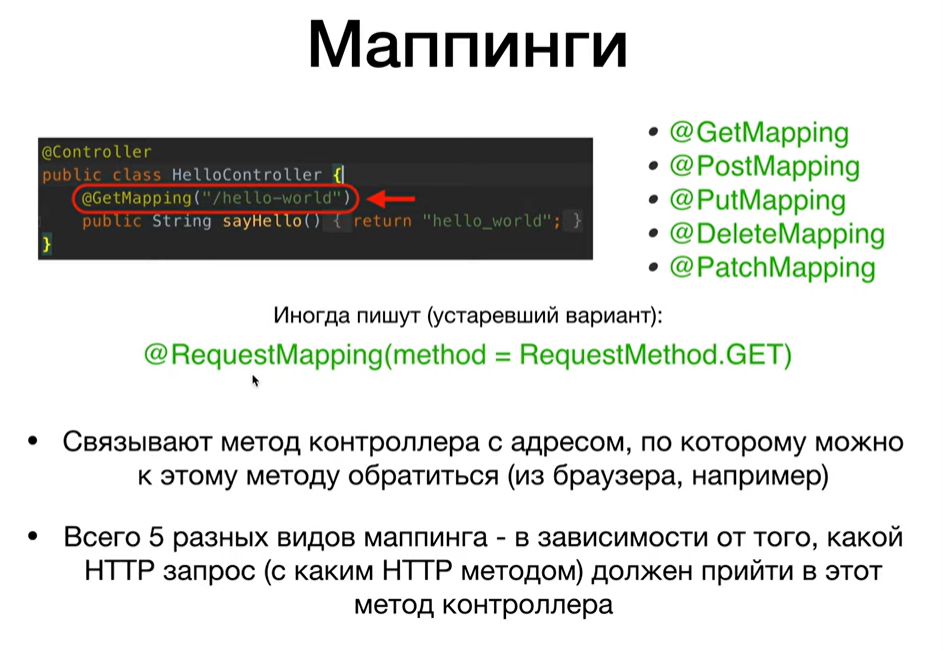 Маппинги
@Controller
public class HelloController {
@GetMapping("/hello-world")
public String sayHello() { return "hello_world"; }
}
• @GetMapping
• @PostMapping
• @PutMapping
• @DeleteMapping
• @PatchMapping
Иногда пишут (устаревший вариант):
@RequestMapping(method = RequestMethod.GET)
• Связывают метод контроллера с адресом, по которому можно
к этому методу обратиться (из браузера, например)
• Всего 5 разных видов маппинга - в зависимости от того, какой
HTTP запрос (с каким HTTP методом) должен прийти в этот
метод контроллера